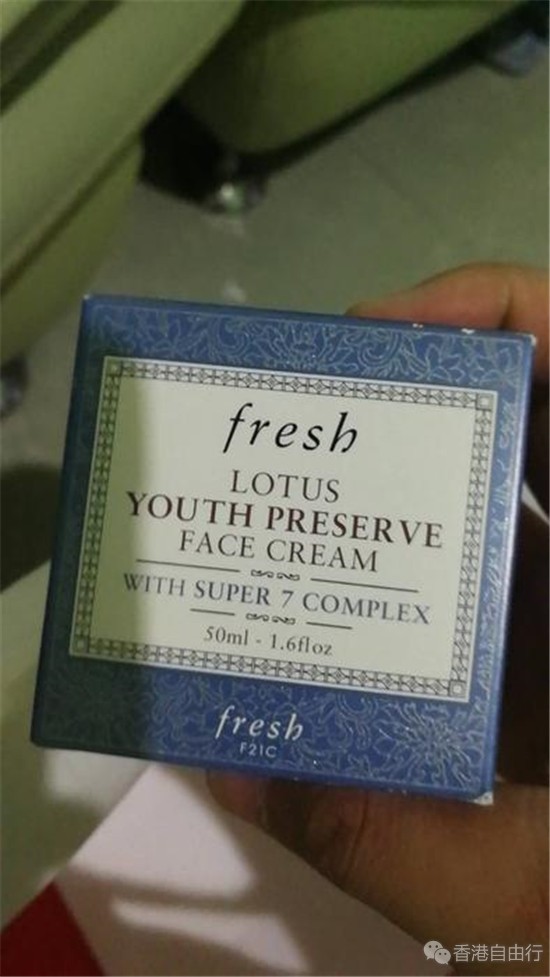 fresh
LOTUS
YOUTH PRESERVE
FACE CREAM
WITH SUPER 7 COMPLEX
50ml - 1.6floz
fresh
F21C
香港自由行